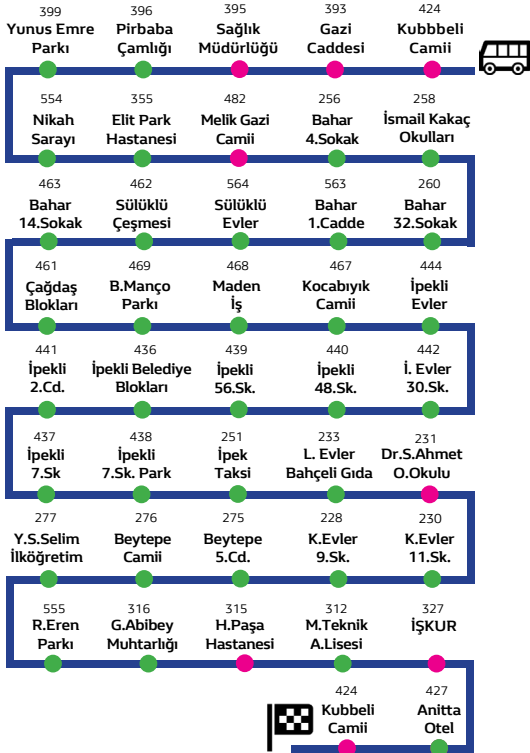 399 396 395 393 424
Yunus Emre Pirbaba Sağlık Gazi Kubbbeli
Parkı Çamlığı Müdürlüğü Caddesi Camii
554 355 482 256 258
Nikah Elit Park Melik Gazi Bahar İsmail Kakaç
Sarayı Hastanesi Camii 4.Sokak Okulları
463 462 564 563 260
Bahar Sülüklü Sülüklü Bahar Bahar
14.Sokak Çeşmesi Evler 1.Cadde 32.Sokak
461 469 468 467 444
Çağdaş B.Manço Maden Kocabıyık İpekli
Blokları Parkı İş Camii Evler
441 436 439 440 442
İpekli İpekli Belediye İpekli İpekli İ. Evler
2.Cd. Blokları 56.Sk. 48.Sk. 30.Sk.
437 438 251 233 231
İpekli İpekli İpek L. Evler Dr.S.Ahmet
7.Sk 7.Sk. Park Taksi Bahçeli Gıda O.Okulu
277 276 275 228 230
Y.S.Selim Beytepe Beytepe K.Evler K.Evler
İlköğretim Camii 5.Cd. 9.Sk. 11.Sk.
555 316 315 312 327
R.Eren G.Abibey H.Paşa M.Teknik İŞKUR
Parkı Muhtarlığı Hastanesi A.Lisesi
424 427
Kubbeli Anitta
Camii Otel